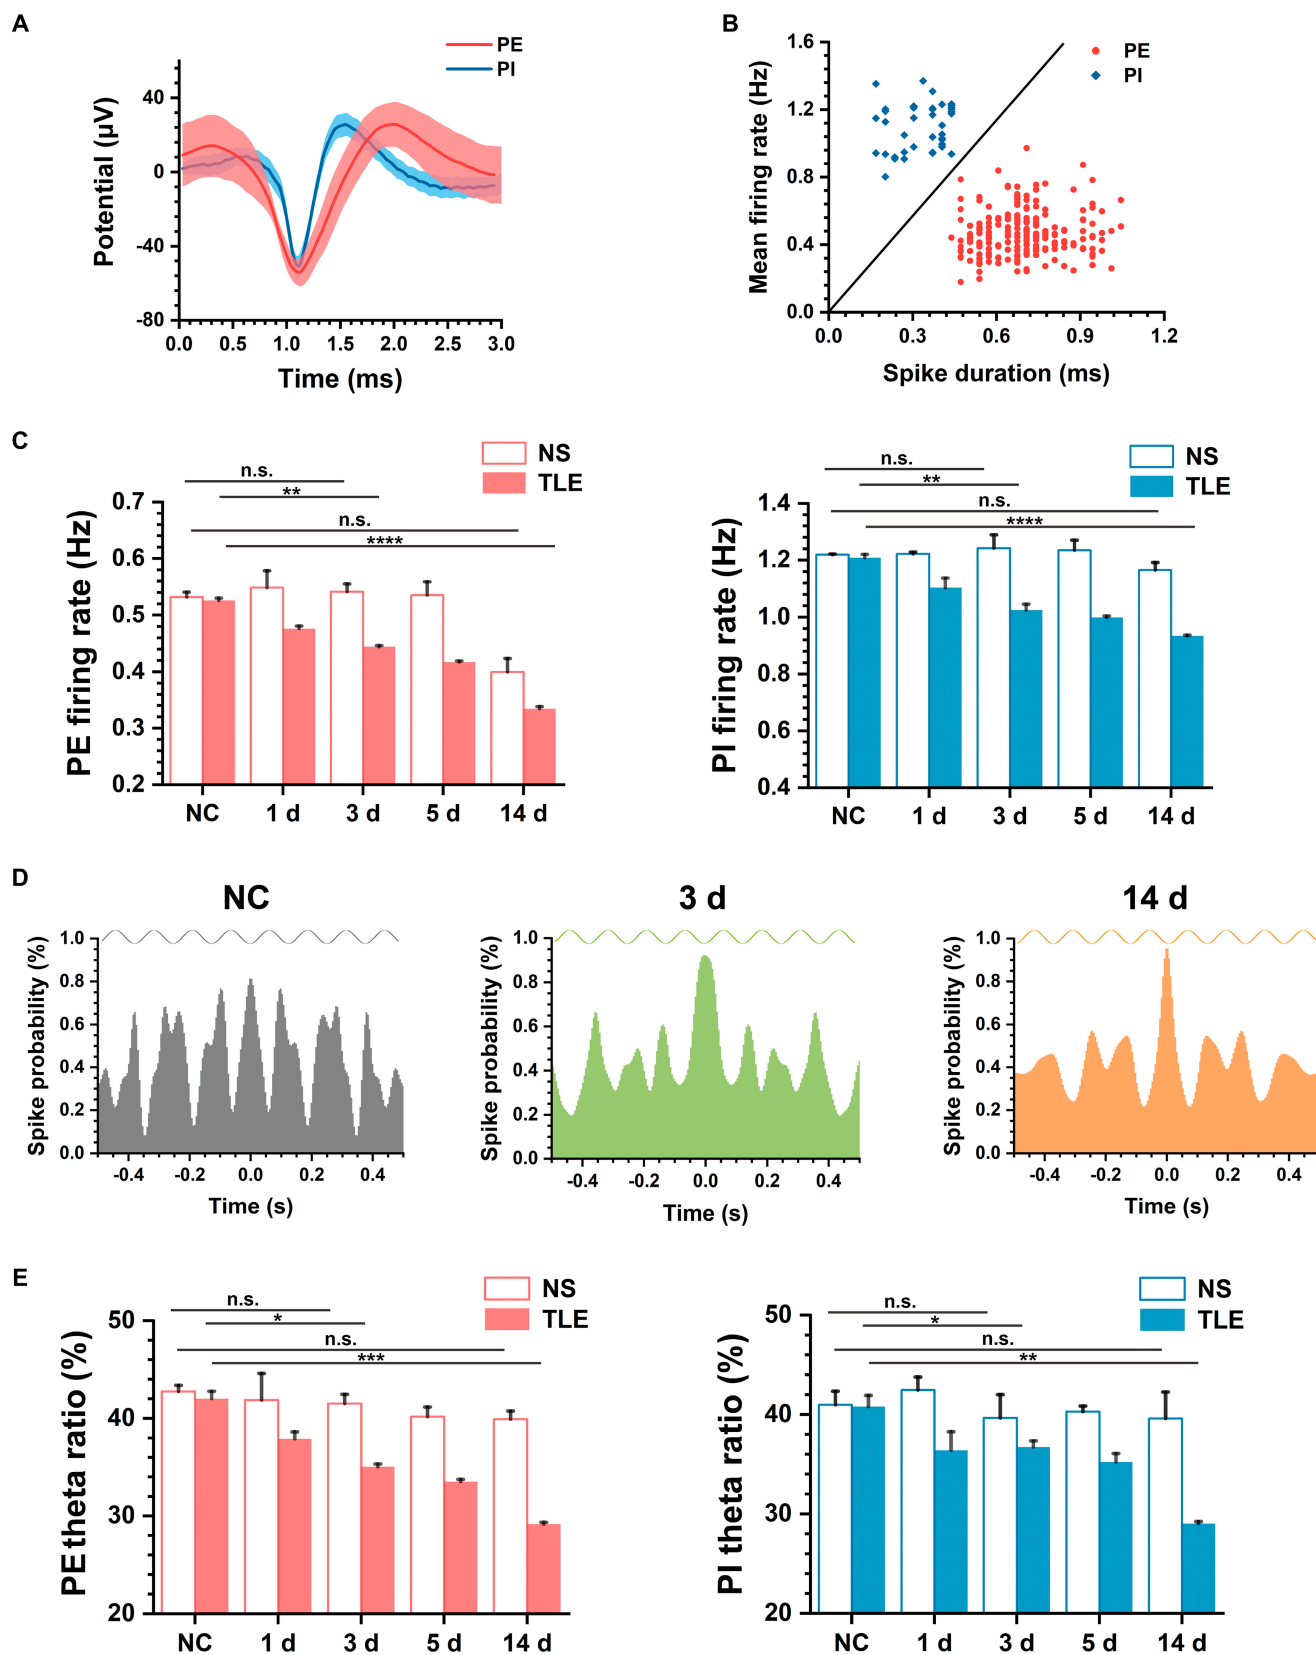 A
PE
PI
Potential (μV)
40
0
-40
-80
0.0 0.5 1.0 1.5 2.0 2.5 3.0
Time (ms)
B
PE
PI
Mean firing rate (Hz)
1.6
1.2
0.8
0.4
0.0
0.0 0.3 0.6 0.9 1.2
Spike duration (ms)
C
NS
TLE
n.s.
**
n.s.
****
PE firing rate (Hz)
0.7
0.6
0.5
0.4
0.3
0.2
NC 1 d 3 d 5 d 14 d
NS
TLE
n.s.
**
n.s.
****
PI firing rate (Hz)
1.4
1.2
1.0
0.8
0.6
0.4
NC 1 d 3 d 5 d 14 d
D
NC
Spike probability (%)
1.0
0.8
0.6
0.4
0.2
0.0
-0.4 -0.2 0.0 0.2 0.4
Time (s)
3 d
Spike probability (%)
1.0
0.8
0.6
0.4
0.2
0.0
-0.4 -0.2 0.0 0.2 0.4
Time (s)
14 d
Spike probability (%)
1.0
0.8
0.6
0.4
0.2
0.0
-0.4 -0.2 0.0 0.2 0.4
Time (s)
E
NS
TLE
n.s.
*
n.s.
***
PE theta ratio (%)
50
40
30
20
NC 1 d 3 d 5 d 14 d
NS
TLE
n.s.
*
n.s.
**
PI theta ratio (%)
50
40
30
20
NC 1 d 3 d 5 d 14 d